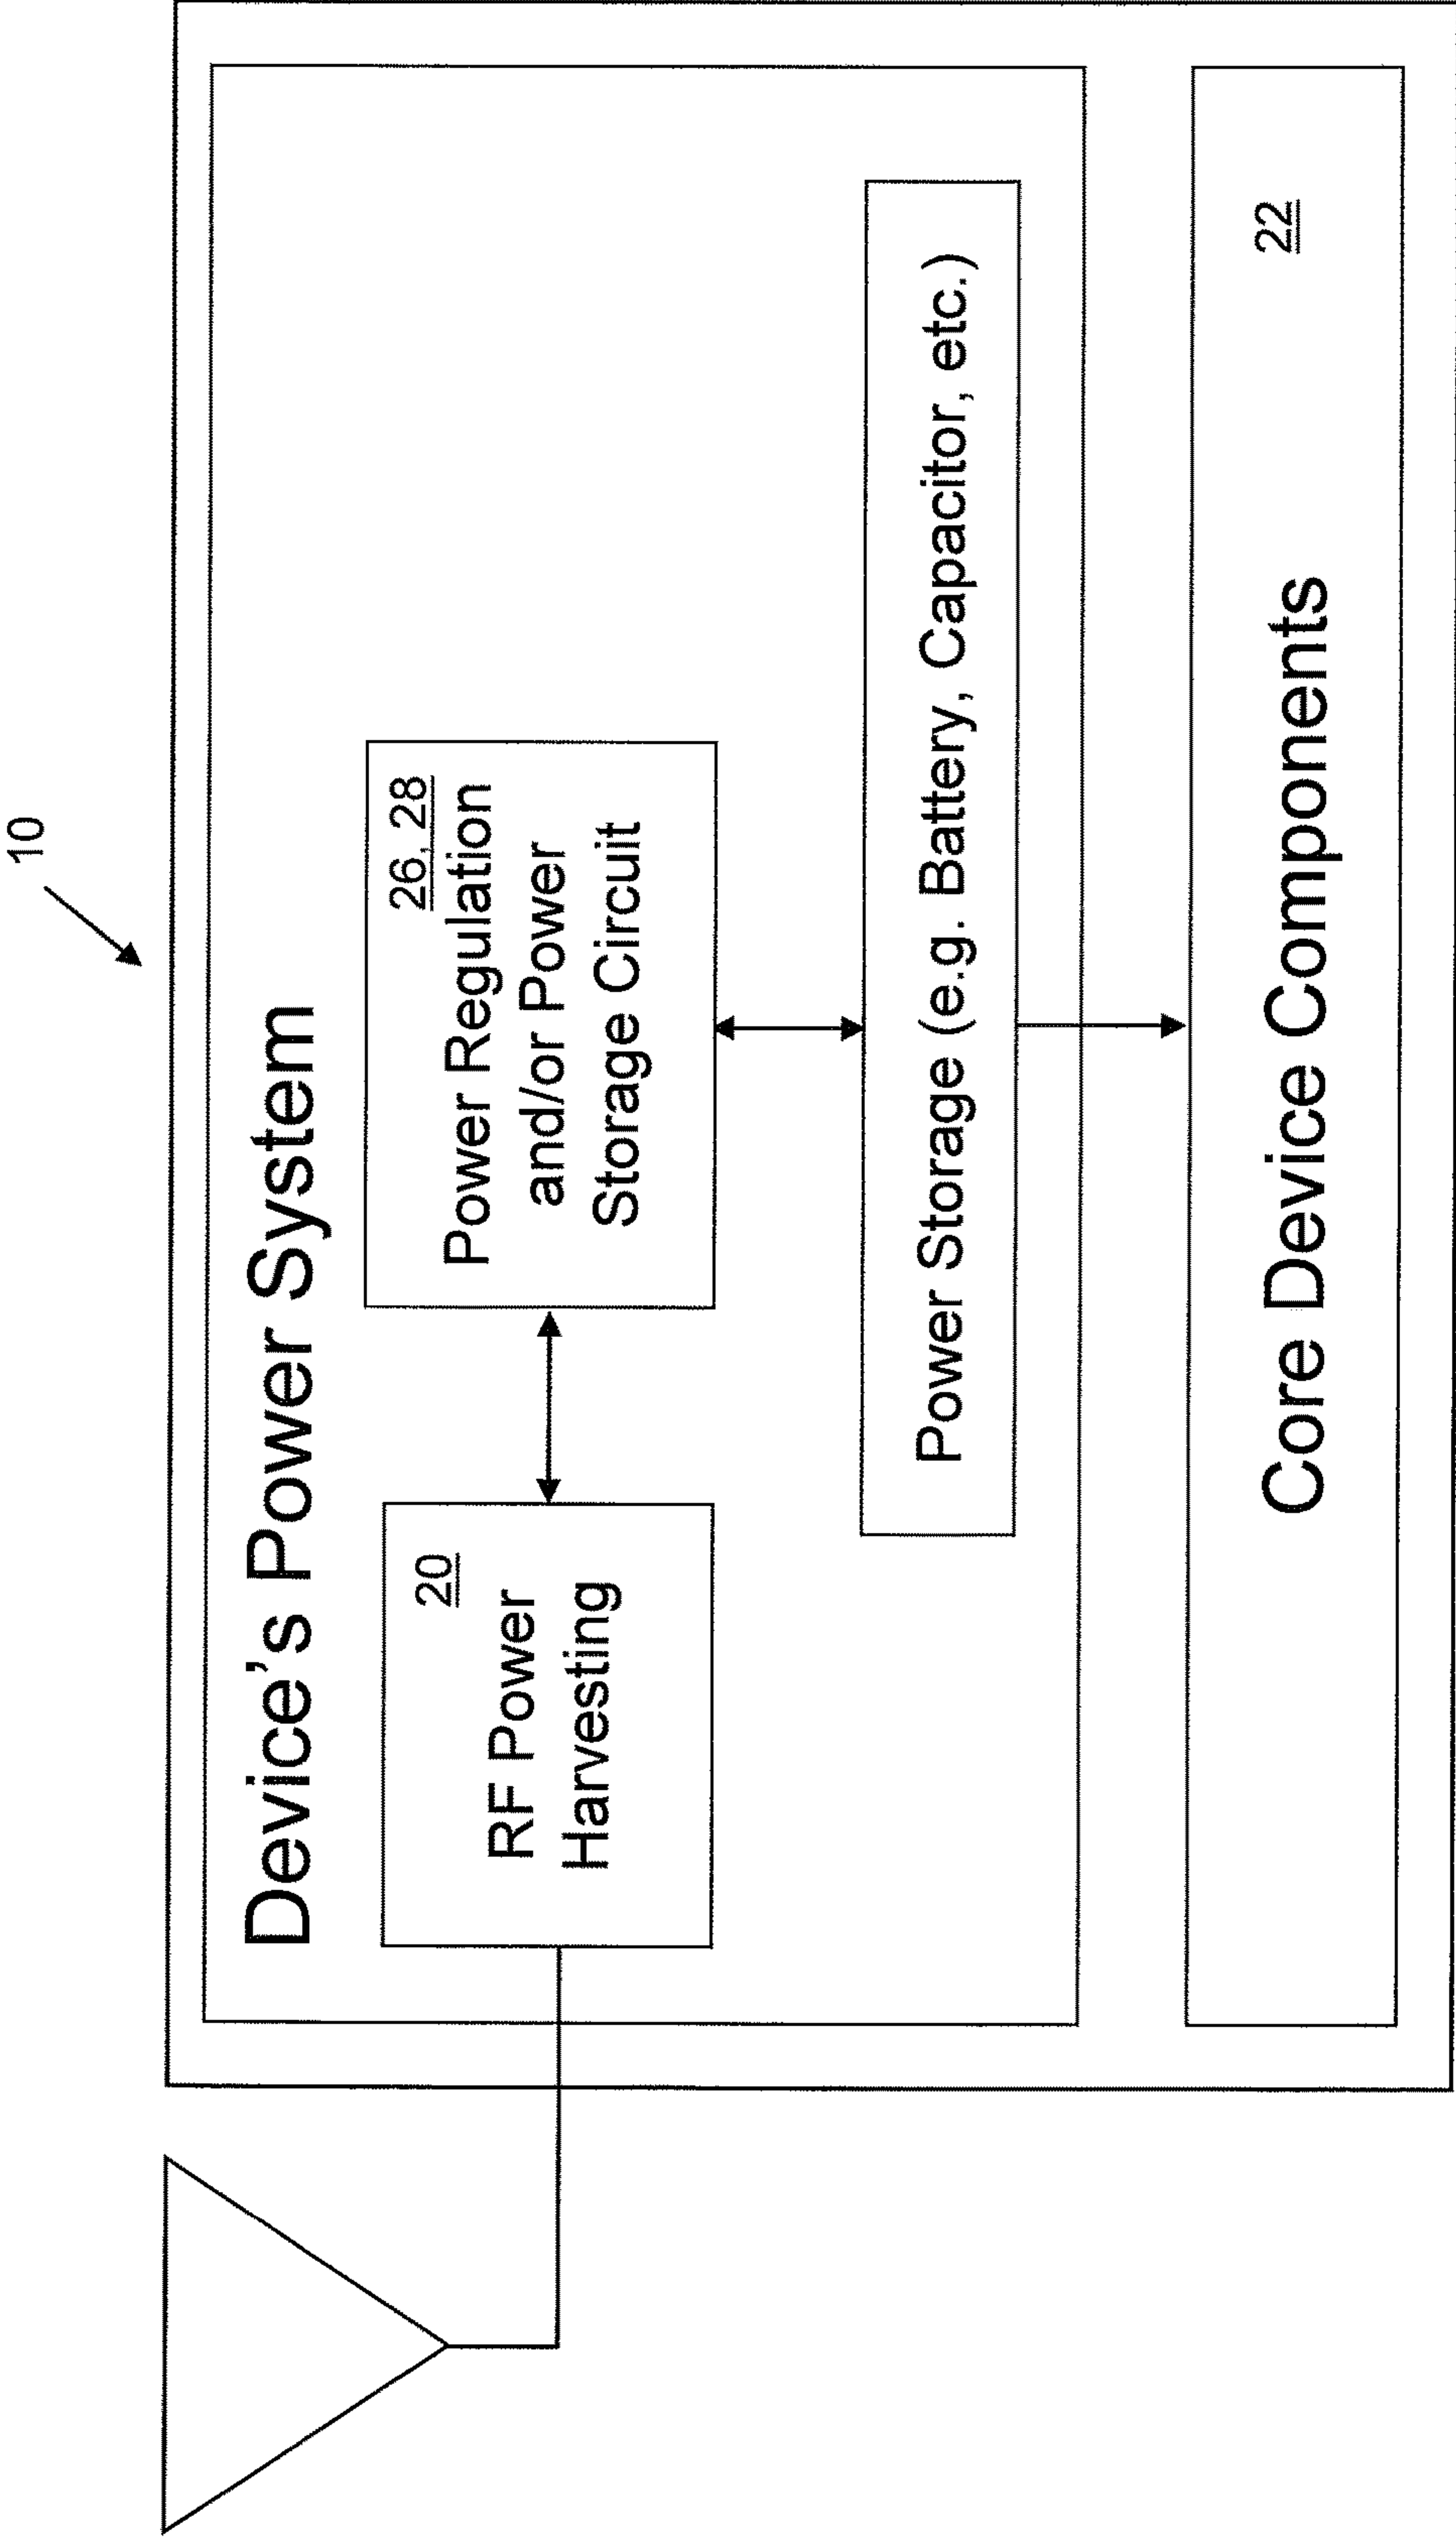 10
Device's Power System
20
RF Power
Harvesting
26, 28
Power Regulation
and/or Power
Storage Circuit
Power Storage (e.g. Battery, Capacitor, etc.)
22
Core Device Components